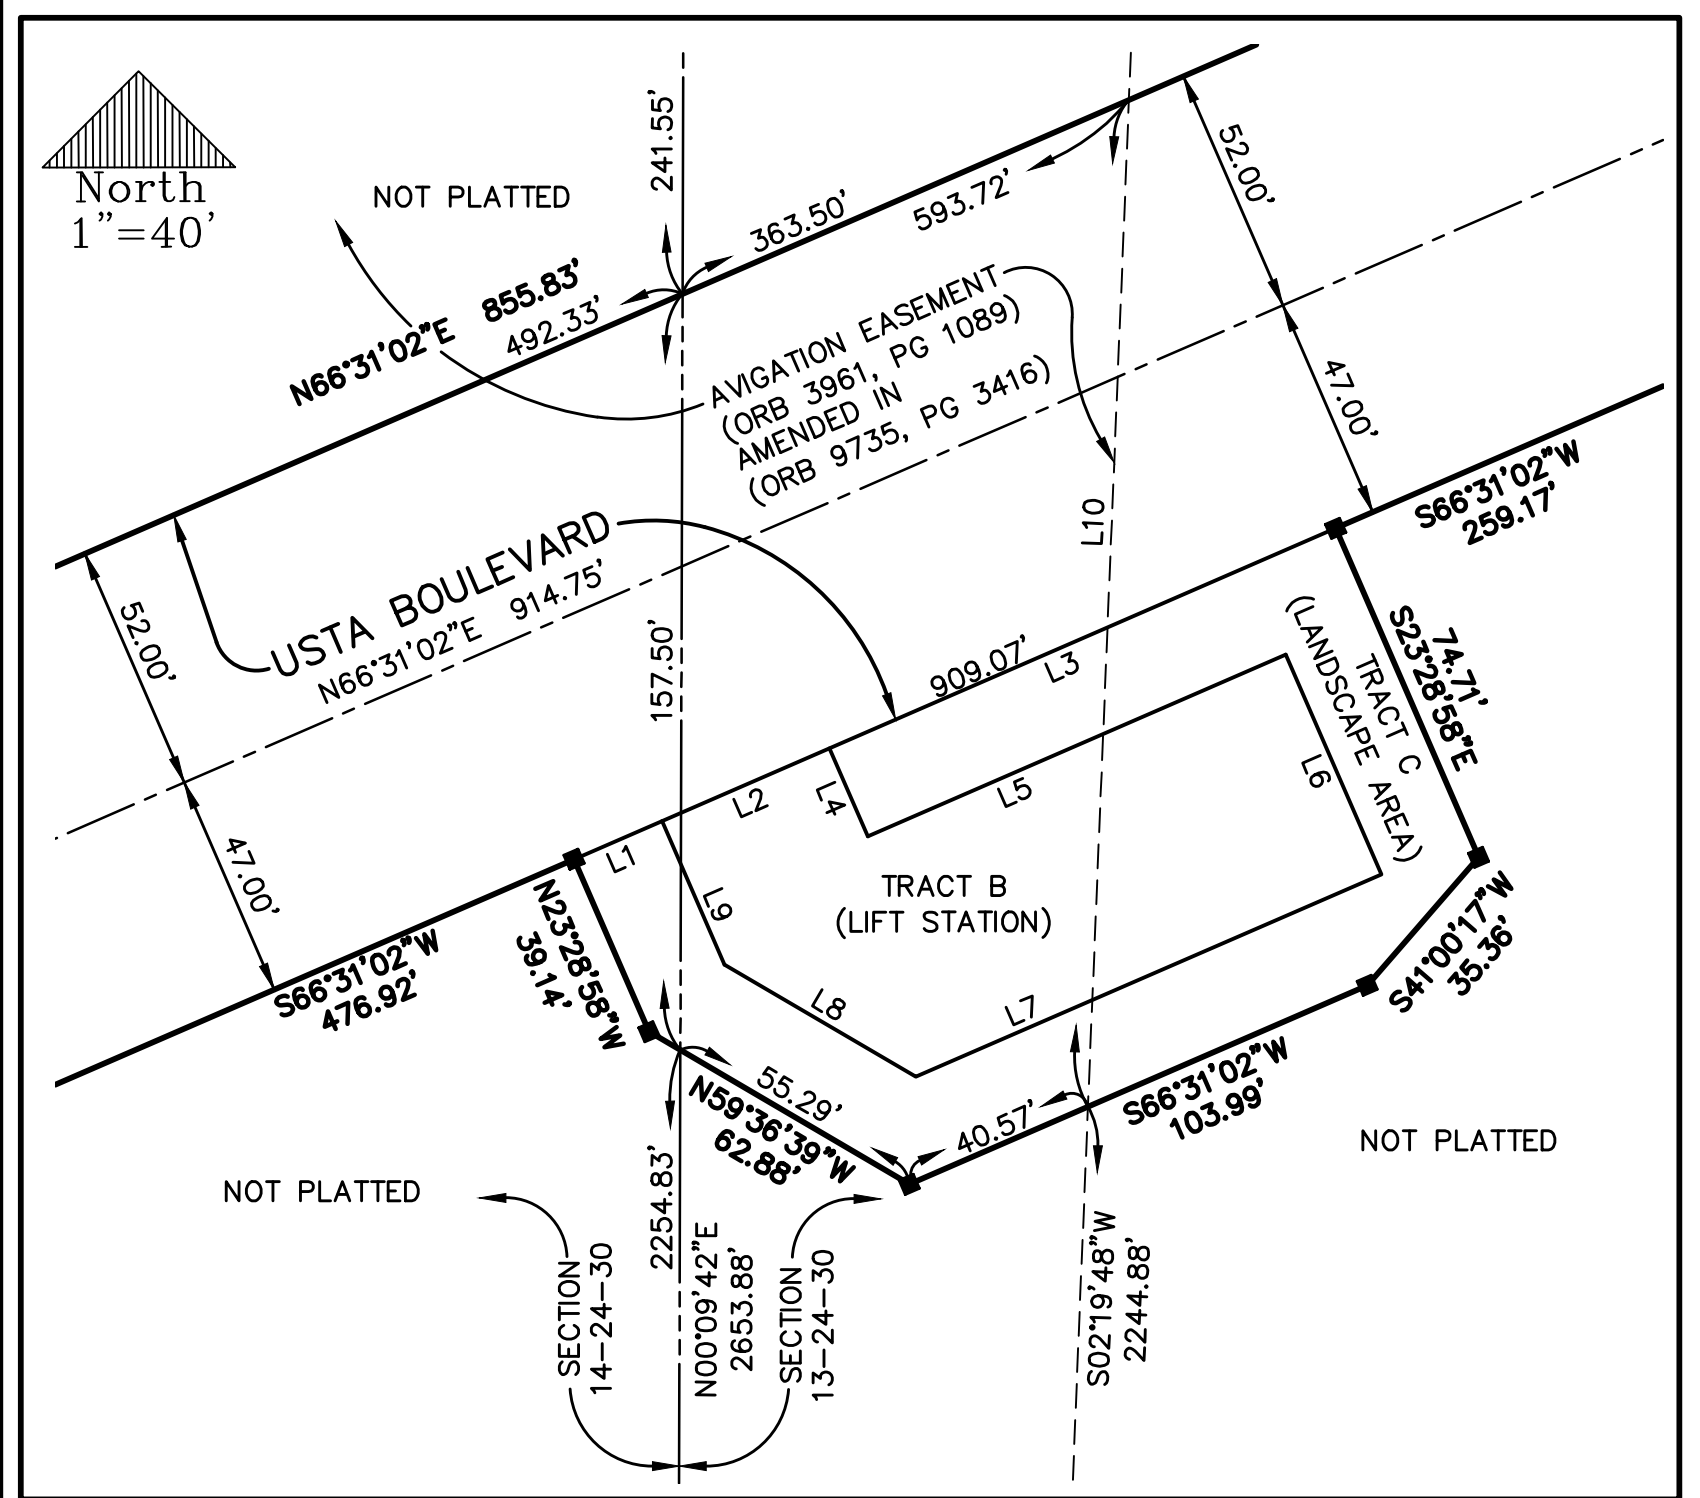 North
1"=40'
NOT PLATTED
241.55'
363.50'
593.72'
52.00'
N66°31'02"E 855.83'
492.33'
AVIGATION EASEMENT
(ORB 3961, PG 1089)
AMENDED IN
(ORB 9735, PG 3416)
47.00'
L10
S66°31'02"W
259.17'
USTA BOULEVARD
N66°31'02"E 914.75'
52.00'
157.50'
909.07'
L3
74.71'
S23°28'58"E
TRACT C
(LANDSCAPE AREA)
L2
L4
L5
L6
47.00'
L1
L9
TRACT B
(LIFT STATION)
S66°31'02"W
476.92'
N23°28'58"W
39.14'
L8
L7
S41°00'17"W
35.36'
55.29'
N59°36'39"W
62.88'
40.57'
S66°31'02"W
103.99'
NOT PLATTED
NOT PLATTED
2254.83'
N00°09'42"E
2653.88'
SECTION
14-24-30
SECTION
13-24-30
S02°19'48"W
2244.88'